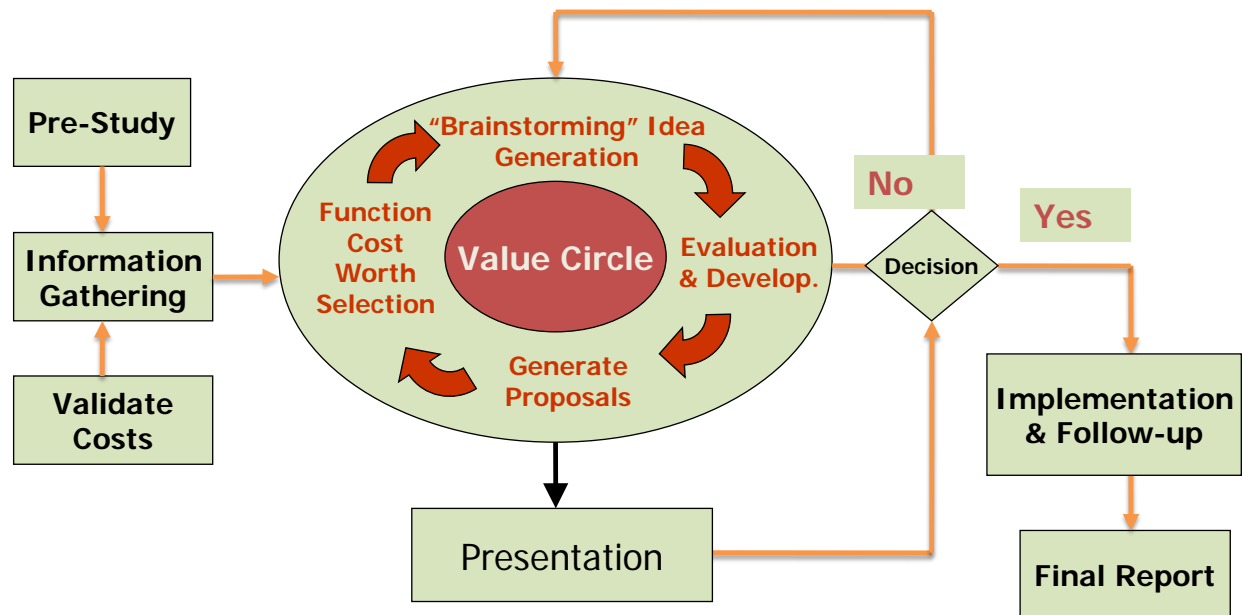 Pre-Study
Information
Gathering
Validate
Costs
“Brainstorming” Idea
Generation
Function
Cost
Worth
Selection
Value Circle
Evaluation
& Develop.
Generate
Proposals
Presentation
No
Decision
Yes
Implementation
& Follow-up
Final Report